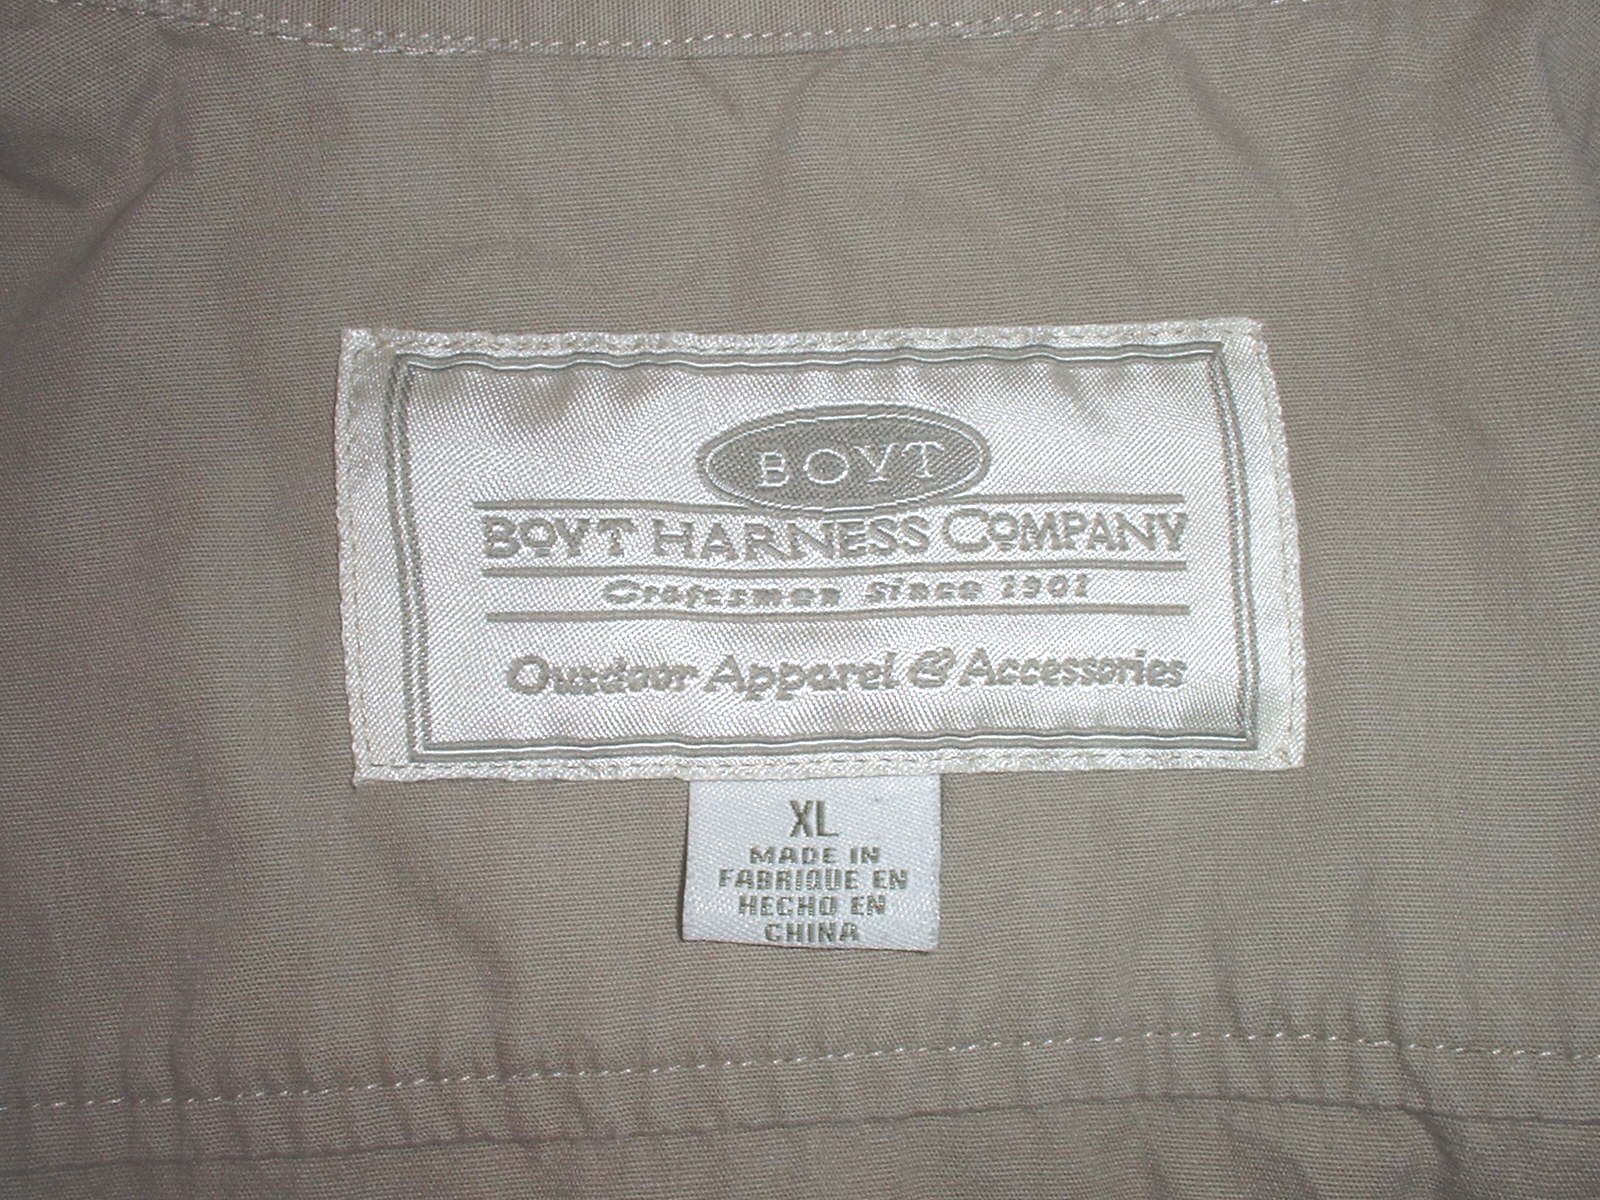 BOYT
BOYT HARNESS COMPANY
Craftsmen Since 1901
Outdoor Apparel & Accessories
XL
MADE IN
FABRIQUE EN
HECHO EN
CHINA